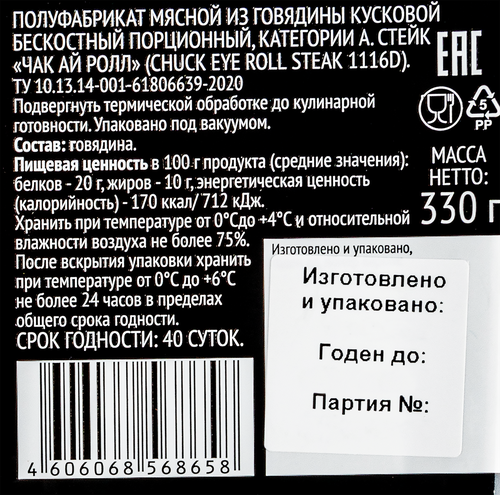 ПОЛУФАБРИКАТ МЯСНОЙ ИЗ ГОВЯДИНЫ КУСКОВОЙ
БЕСКОСТНЫЙ ПОРЦИОННЫЙ, КАТЕГОРИИ А. СТЕЙК
«ЧАК АЙ РОЛЛ» (CHUCK EYE ROLL STEAK 1116D).
ТУ 10.13.14-001-61806639-2020
Подвергнуть термической обработке до кулинарной
готовности. Упаковано под вакуумом.
Состав: говядина.
Пищевая ценность в 100 г продукта (средние значения):
белков - 20 г, жиров - 10 г, энергетическая ценность
(калорийность) - 170 ккал/ 712 кДж.
Хранить при температуре от 0°С до +4°С и относительной
влажности воздуха не более 75%.
После вскрытия упаковки хранить
при температуре от 0°С до +6°С
не более 24 часов в пределах
общего срока годности.
СРОК ГОДНОСТИ: 40 СУТОК.
ЕАС
5
PP
МАССА
НЕТТО:
330 г
Изготовлено и упаковано,
Изготовлено
и упаковано:
Годен до:
Партия №:
4 606068 568658